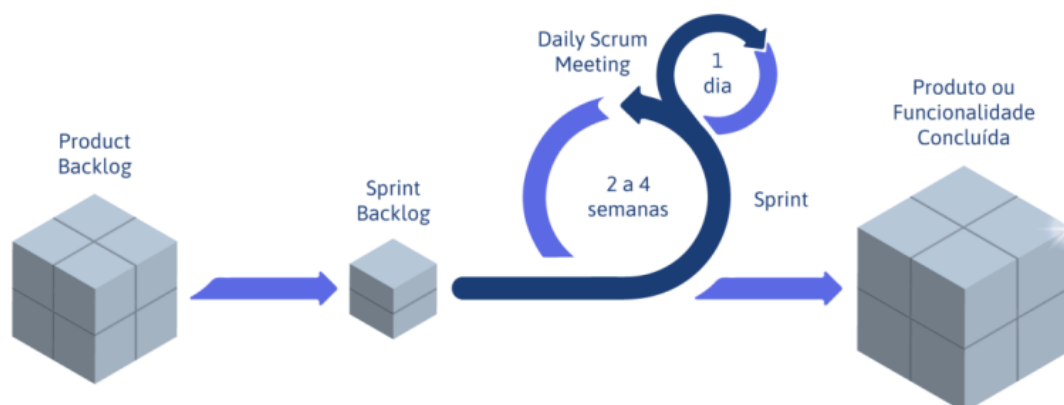 Product
Backlog
Sprint
Backlog
Daily Scrum
Meeting
1
dia
2 a 4
semanas
Sprint
Produto ou
Funcionalidade
Concluída